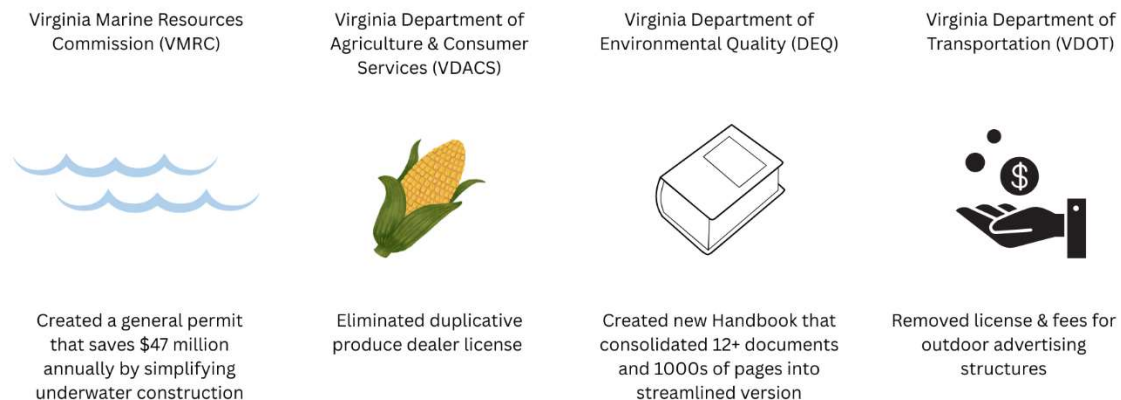 Virginia Marine Resources
Commission (VMRC)
Virginia Department of
Agriculture & Consumer
Services (VDACS)
Virginia Department of
Environmental Quality (DEQ)
Virginia Department of
Transportation (VDOT)
$
Created a general permit
that saves $47 million
annually by simplifying
underwater construction
Eliminated duplicative
produce dealer license
Created new Handbook that
consolidated 12+ documents
and 1000s of pages into
streamlined version
Removed license & fees for
outdoor advertising
structures